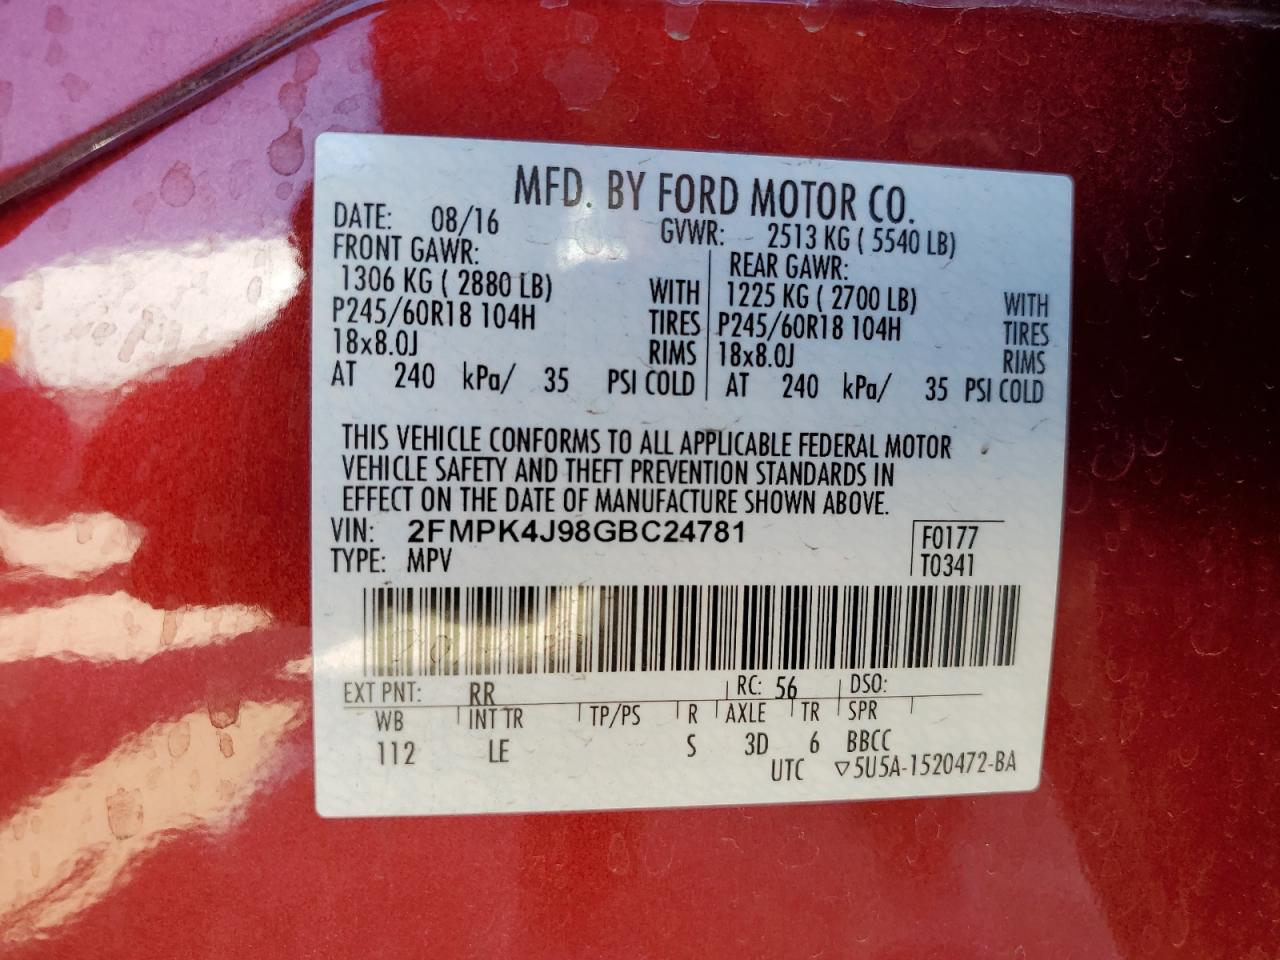 MFD. BY FORD MOTOR CO.
DATE: 08/16 GVWR: 2513 KG ( 5540 LB)
FRONT GAWR: REAR GAWR:
1306 KG ( 2880 LB) WITH 1225 KG ( 2700 LB) WITH
P245/60R18 104H TIRES P245/60R18 104H TIRES
18x8.0J RIMS 18x8.0J RIMS
AT 240 kPa/ 35 PSI COLD AT 240 kPa/ 35 PSI COLD
THIS VEHICLE CONFORMS TO ALL APPLICABLE FEDERAL MOTOR
VEHICLE SAFETY AND THEFT PREVENTION STANDARDS IN
EFFECT ON THE DATE OF MANUFACTURE SHOWN ABOVE.
VIN: 2FMPK4J98GBC24781 F0177
TYPE: MPV T0341
EXT PNT: RR RC: 56 DSO:
WB INT TR TP/PS R AXLE TR SPR
112 LE S 3D 6 BBCC
UTC ▽5U5A-1520472-BA